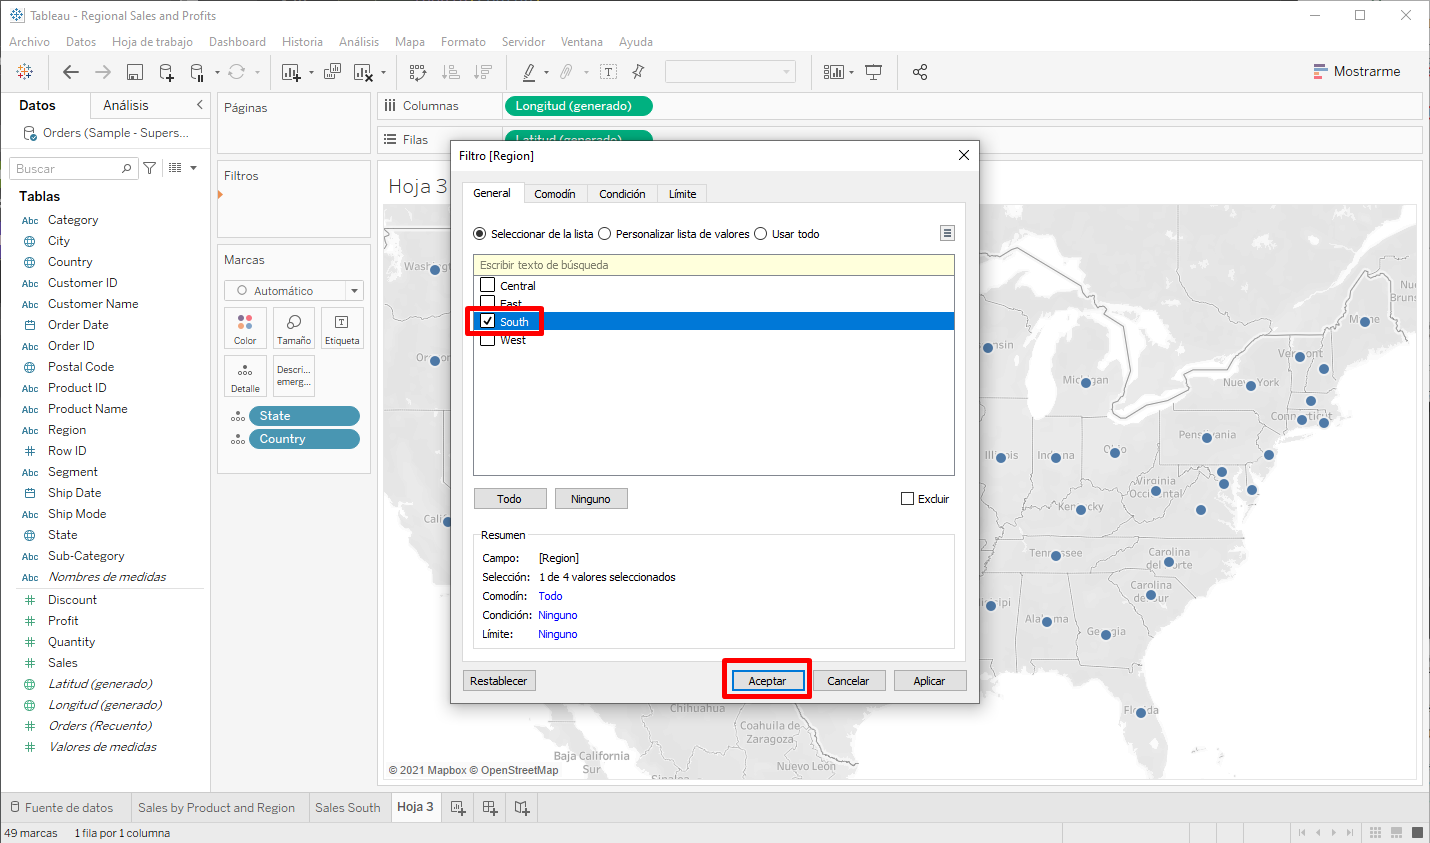 Tableau - Regional Sales and Profits
Archivo Datos Hoja de trabajo Dashboard Historia Análisis Mapa Formato Servidor Ventana Ayuda
Mostrarme
Datos
Análisis
Orders (Sample - Supers...
Buscar
Tablas
Abc Category
City
Country
Abc Customer ID
Abc Customer Name
Order Date
Abc Order ID
Postal Code
Abc Product ID
Abc Product Name
Abc Region
Row ID
Abc Segment
Ship Date
Abc Ship Mode
State
Abc Sub-Category
Abc Nombres de medidas
Discount
Profit
Quantity
Sales
Latitud (generado)
Longitud (generado)
Orders (Recuento)
Valores de medidas
Páginas
Filtros
Marcas
Automático
Color
Tamaño
Etiqueta
Detalle
Descri...
emerg...
State
Country
Columnas
Longitud (generado)
Filas
Latitud (generado)
Hoja 3
Filtro [Region]
General
Comodín
Condición
Límite
Seleccionar de la lista
Personalizar lista de valores
Usar todo
Escribir texto de búsqueda
Central
East
South
West
Todo
Ninguno
Excluir
Resumen
Campo: [Region]
Selección: 1 de 4 valores seleccionados
Comodín: Todo
Condición: Ninguno
Límite: Ninguno
Restablecer
Aceptar
Cancelar
Aplicar
Maine
Vermont
Michigan
Nueva York
Connecticut
Pensilvania
Illinois
Indiana
Ohio
Virginia
Occidental
Kentucky
Tennessee
Carolina
del Norte
Carolina
del Sur
Alabama
Georgia
Florida
Chihuahua
Coahuila de
Zaragoza
Baja California
Sur
Nuevo León
© 2021 Mapbox © OpenStreetMap
Fuente de datos
Sales by Product and Region
Sales South
Hoja 3
49 marcas
1 fila por 1 columna